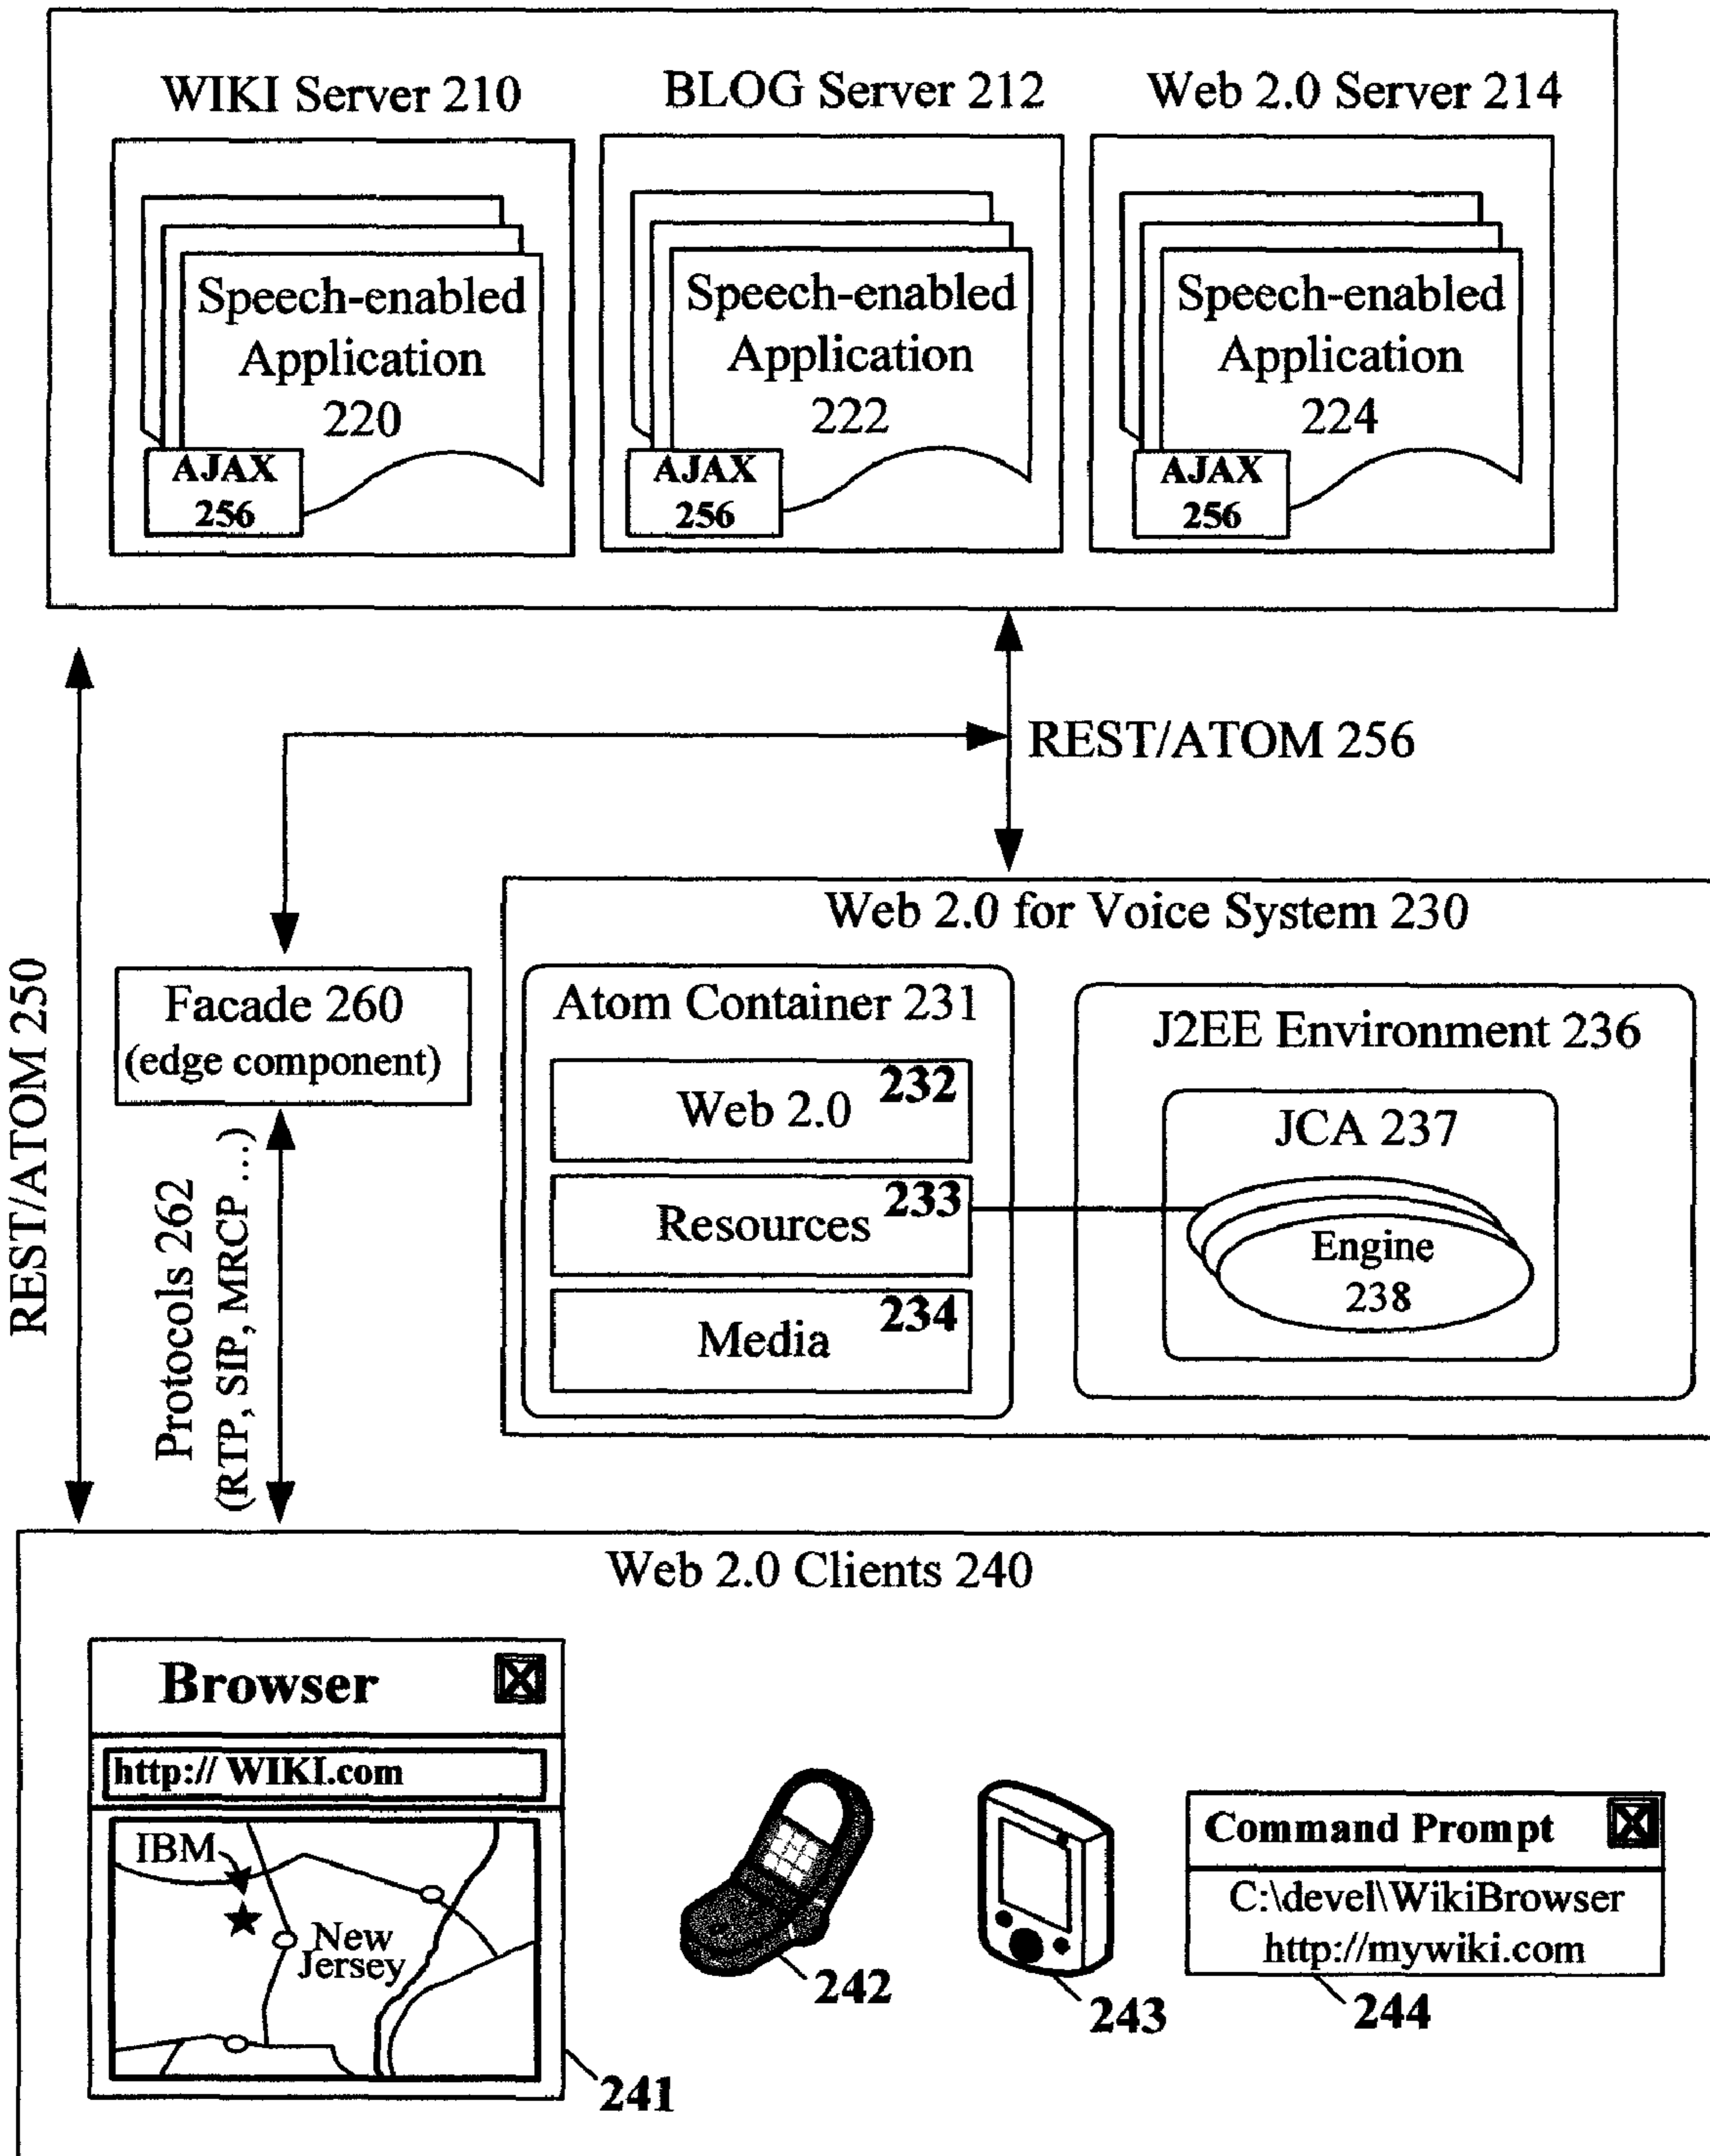 WIKI Server 210
BLOG Server 212
Web 2.0 Server 214
Speech-enabled
Application
220
AJAX
256
Speech-enabled
Application
222
AJAX
256
Speech-enabled
Application
224
AJAX
256
REST/ATOM 256
REST/ATOM 250
Facade 260
(edge component)
Protocols 262
(RTP, SIP, MRCP ...)
Web 2.0 for Voice System 230
Atom Container 231
232
Web 2.0
233
Resources
234
Media
J2EE Environment 236
JCA 237
Engine
238
Web 2.0 Clients 240
Browser
http:// WIKI.com
IBM
New
Jersey
241
242
243
Command Prompt
C:\devel\WikiBrowser
http://mywiki.com
244